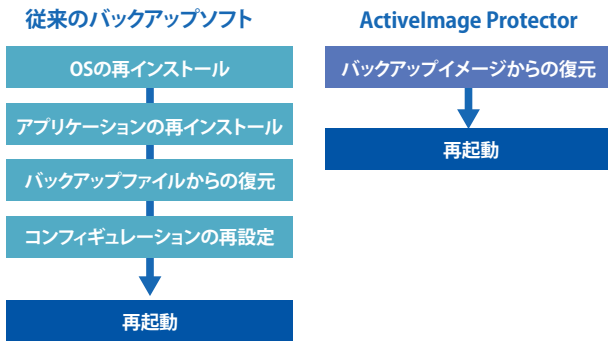 従来のバックアップソフト
OSの再インストール
アプリケーションの再インストール
バックアップファイルからの復元
コンフィギュレーションの再設定
再起動
ActiveImage Protector
バックアップイメージからの復元
再起動